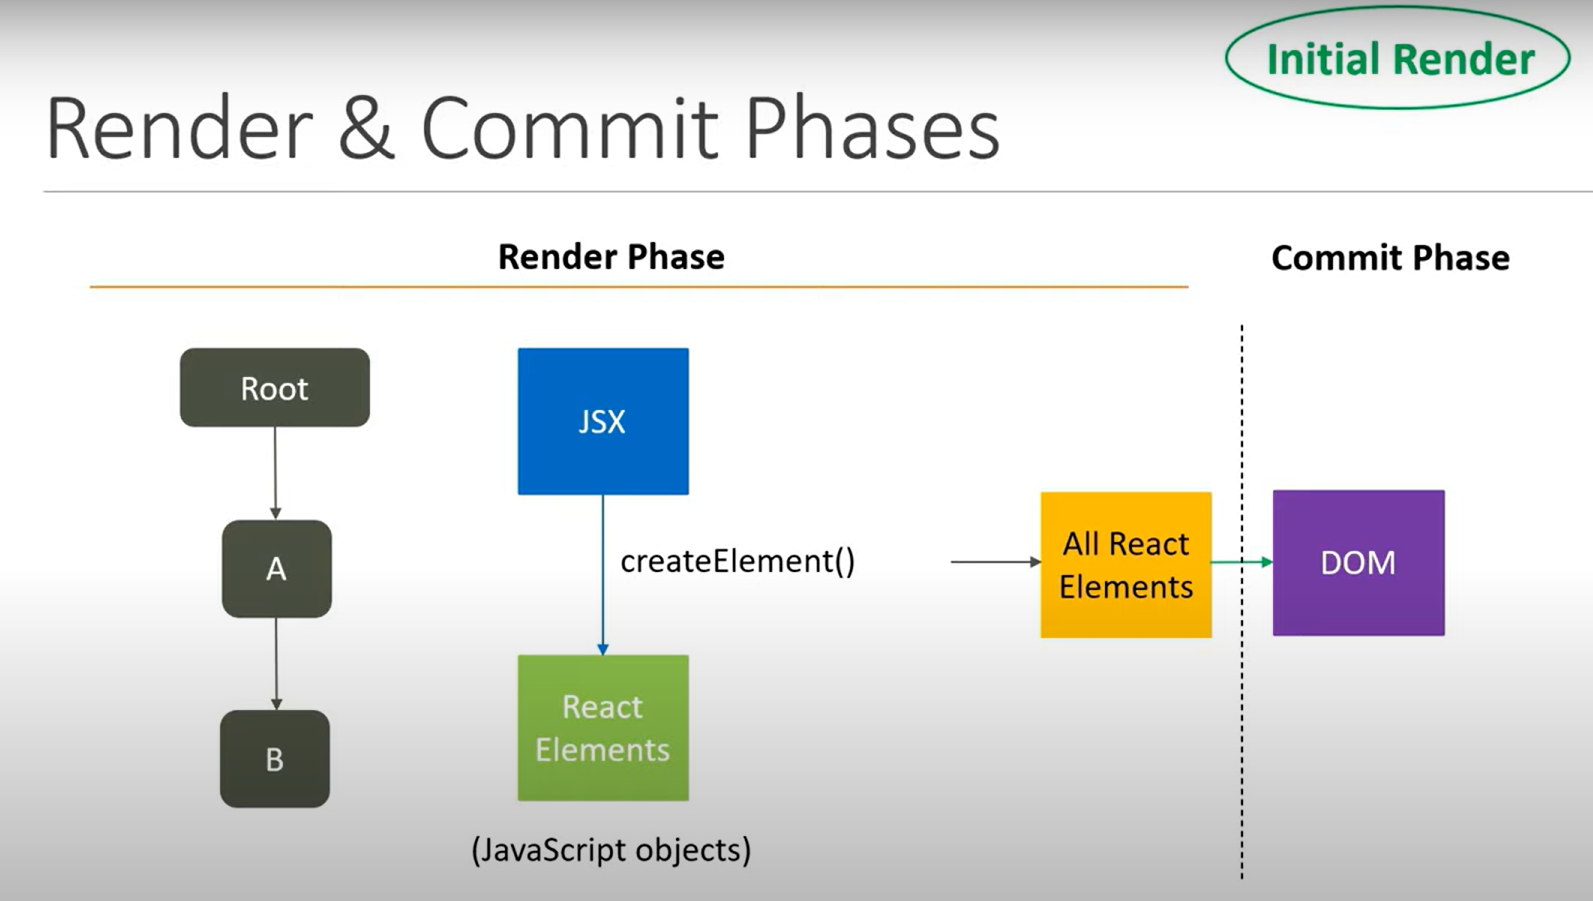 Initial Render
Render & Commit Phases
Render Phase
Commit Phase
Root
A
B
JSX
createElement()
React
Elements
(JavaScript objects)
All React
Elements
DOM